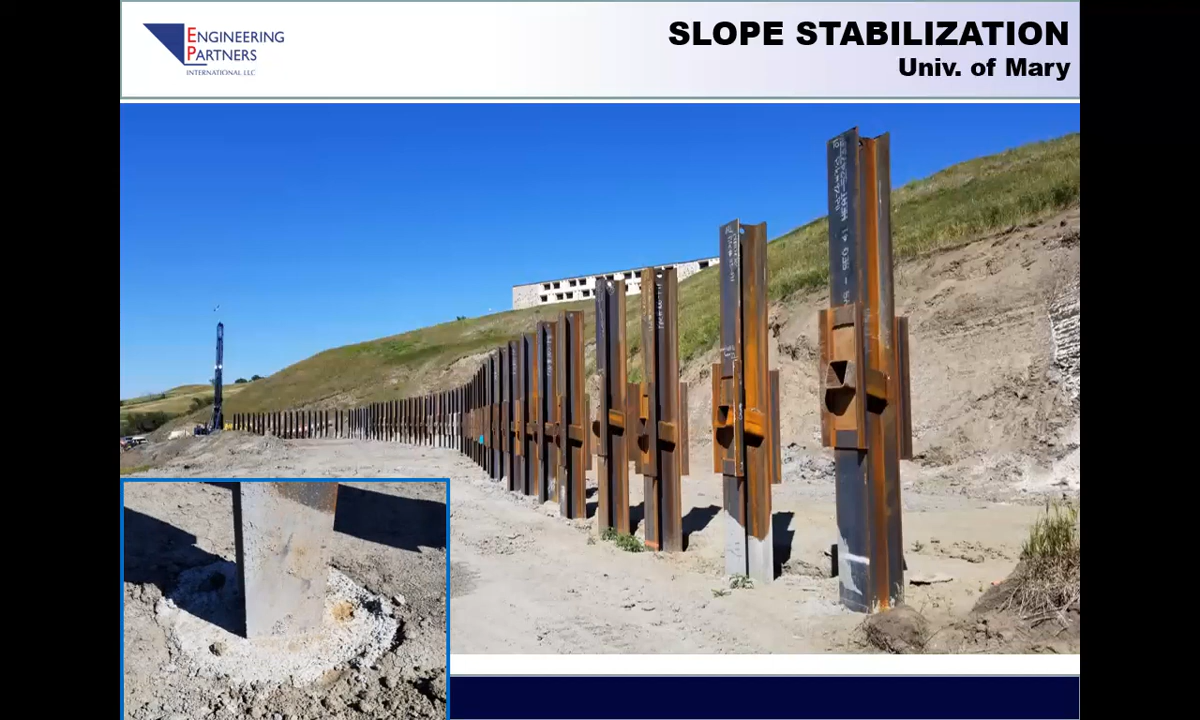 ENGINEERING
PARTNERS
INTERNATIONAL LLC
SLOPE STABILIZATION
Univ. of Mary